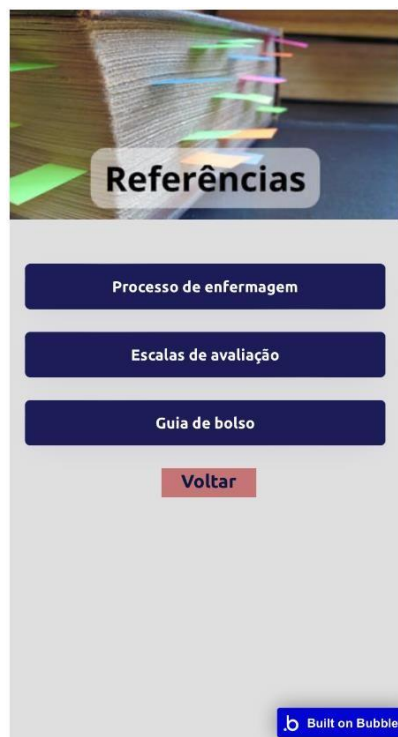 Referências
Processo de enfermagem
Escalas de avaliação
Guia de bolso
Voltar
.b Built on Bubble